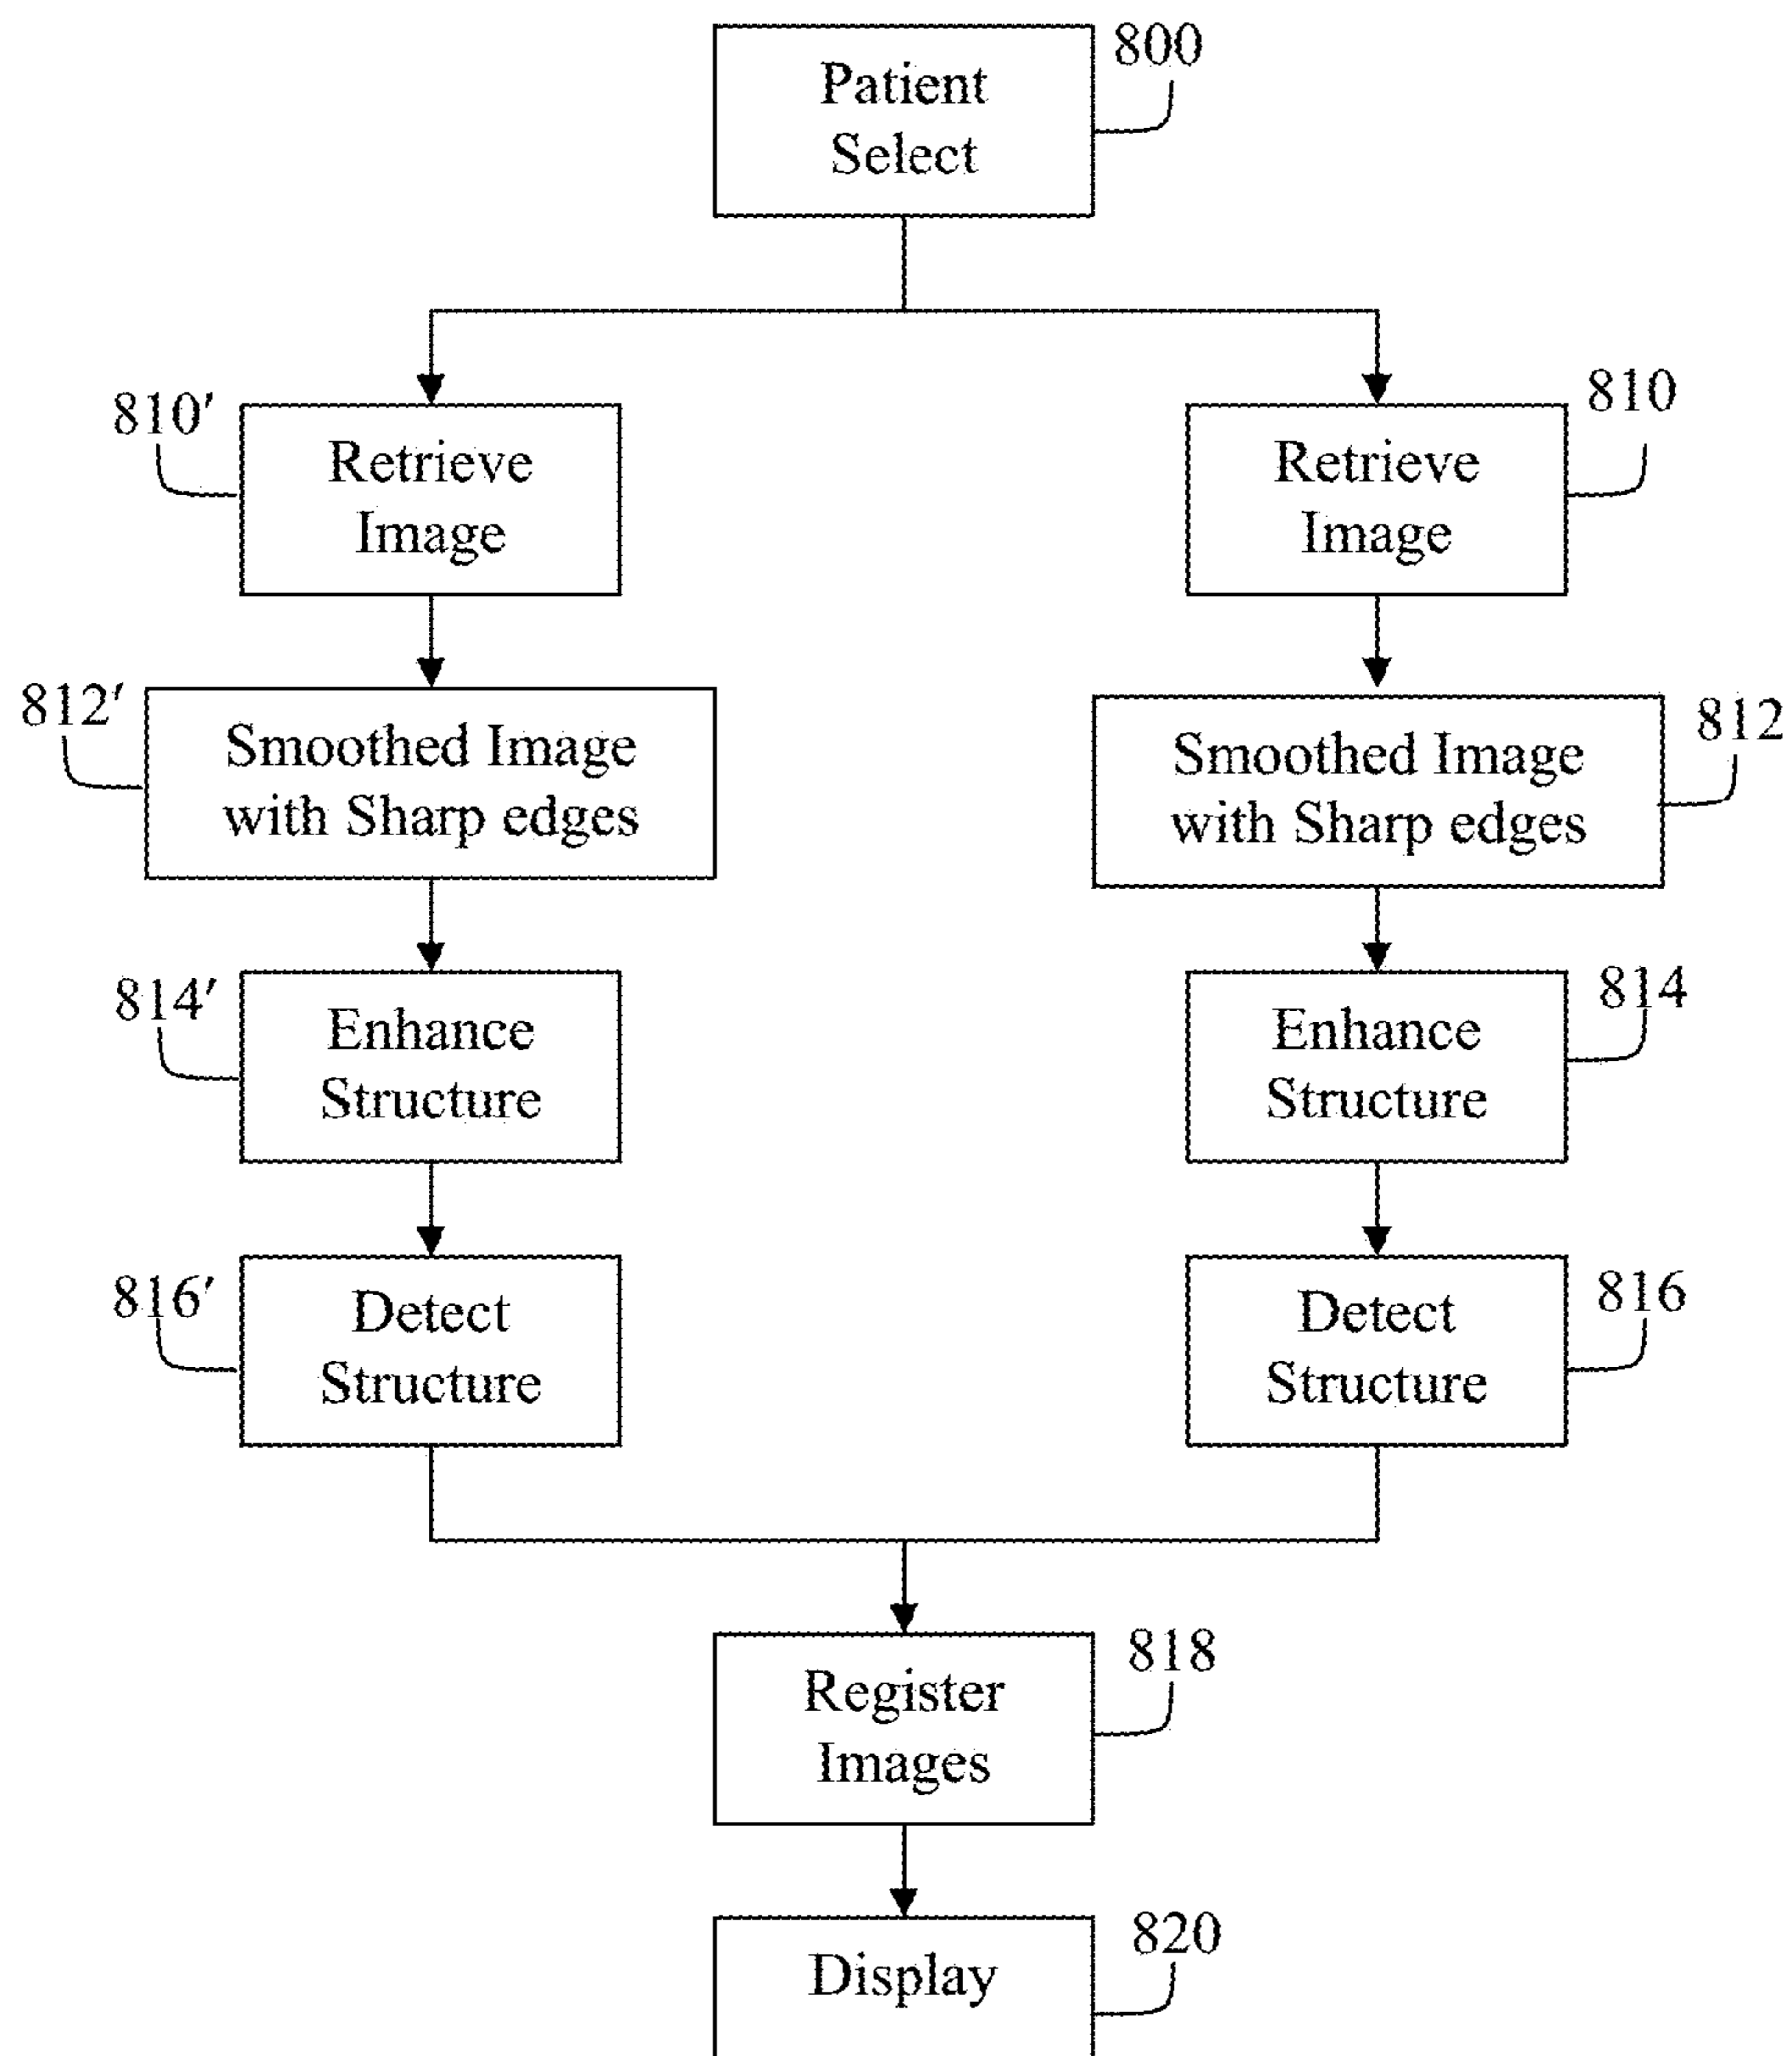 Patient
Select
800
810′
Retrieve
Image
Retrieve
Image
810
812′
Smoothed Image
with Sharp edges
Smoothed Image
with Sharp edges
812
814′
Enhance
Structure
Enhance
Structure
814
816′
Detect
Structure
Detect
Structure
816
Register
Images
818
Display
820